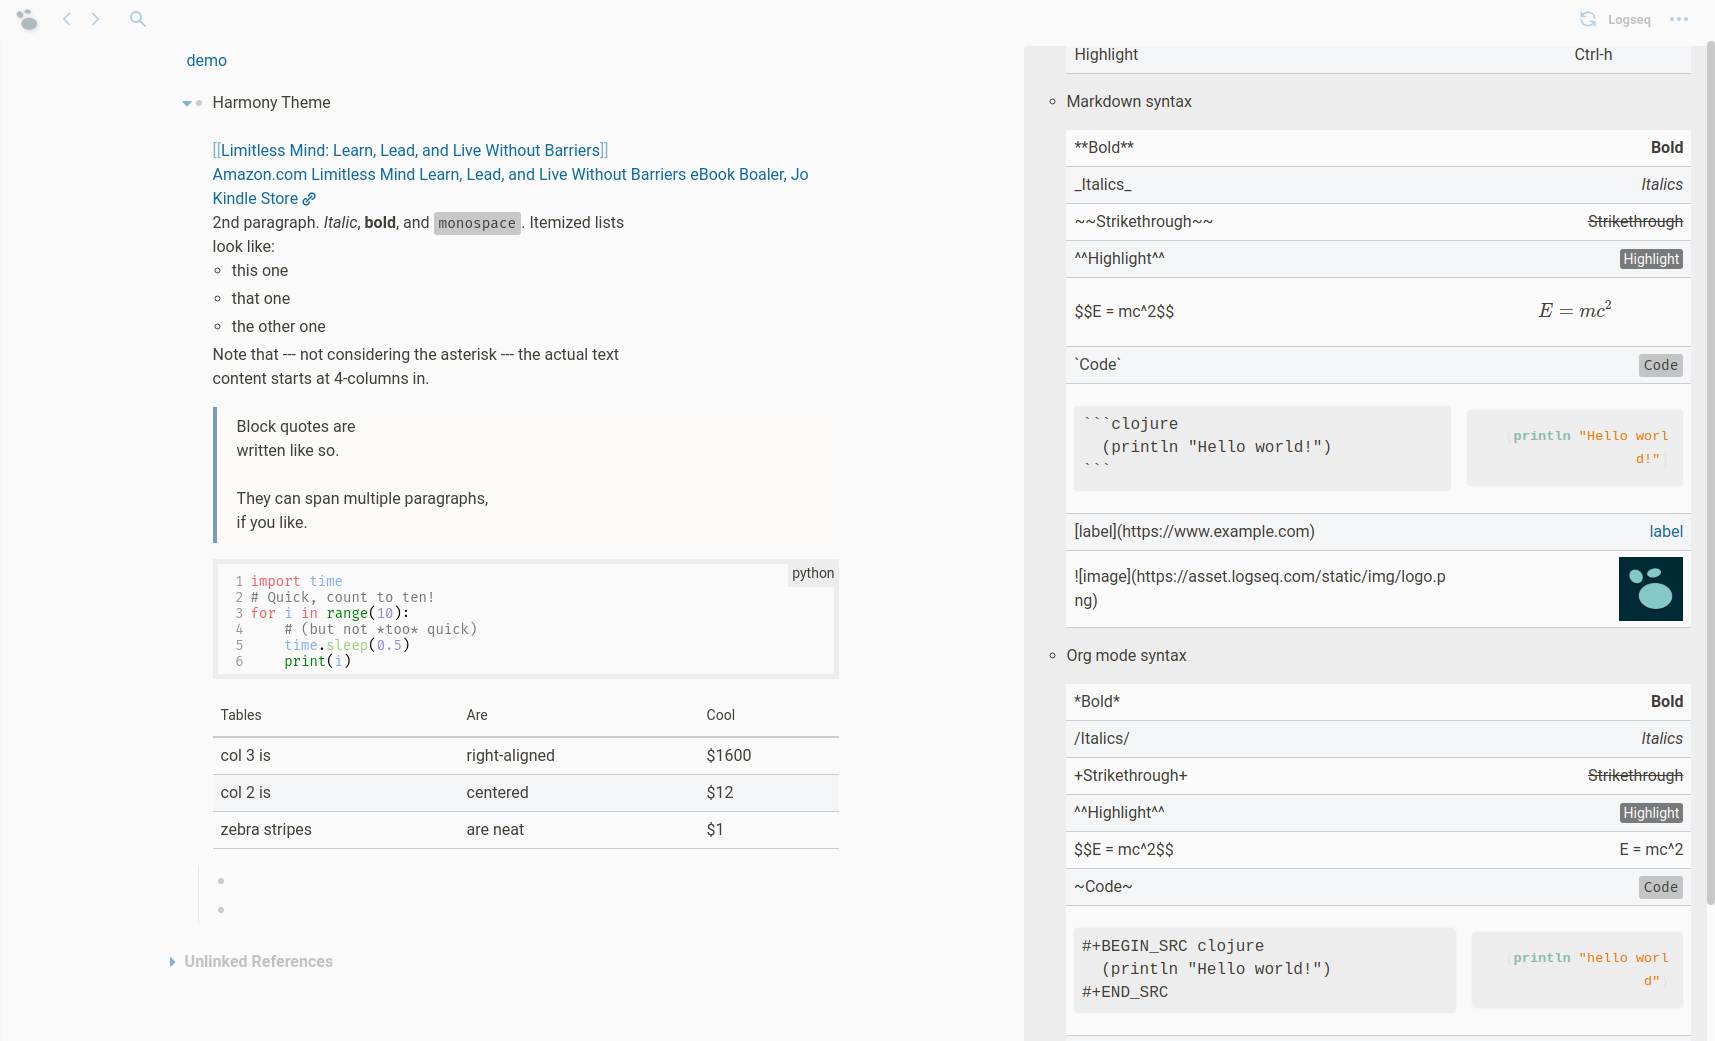 Logseq
demo
Harmony Theme
[[Limitless Mind: Learn, Lead, and Live Without Barriers]]
Amazon.com Limitless Mind Learn, Lead, and Live Without Barriers eBook Boaler, Jo
Kindle Store
2nd paragraph. Italic, bold, and monospace. Itemized lists
look like:
this one
that one
the other one
Note that --- not considering the asterisk --- the actual text
content starts at 4-columns in.
Block quotes are
written like so.
They can span multiple paragraphs,
if you like.
python
1 import time
2 # Quick, count to ten!
3 for i in range(10):
4     # (but not *too* quick)
5     time.sleep(0.5)
6     print(i)
Tables Are Cool
col 3 is right-aligned $1600
col 2 is centered $12
zebra stripes are neat $1
Unlinked References
Highlight Ctrl-h
Markdown syntax
**Bold** Bold
_Italics_ Italics
~~Strikethrough~~ Strikethrough
^^Highlight^^ Highlight
$$E = mc^2$$ E = mc²
`Code` Code
```clojure
  (println "Hello world!")
```
(println "Hello worl
d!")
[label](https://www.example.com) label
![image](https://asset.logseq.com/static/img/logo.p
ng)
Org mode syntax
*Bold* Bold
/Italics/ Italics
+Strikethrough+ Strikethrough
^^Highlight^^ Highlight
$$E = mc^2$$ E = mc^2
~Code~ Code
#+BEGIN_SRC clojure
  (println "Hello world!")
#+END_SRC
(println "hello worl
d")